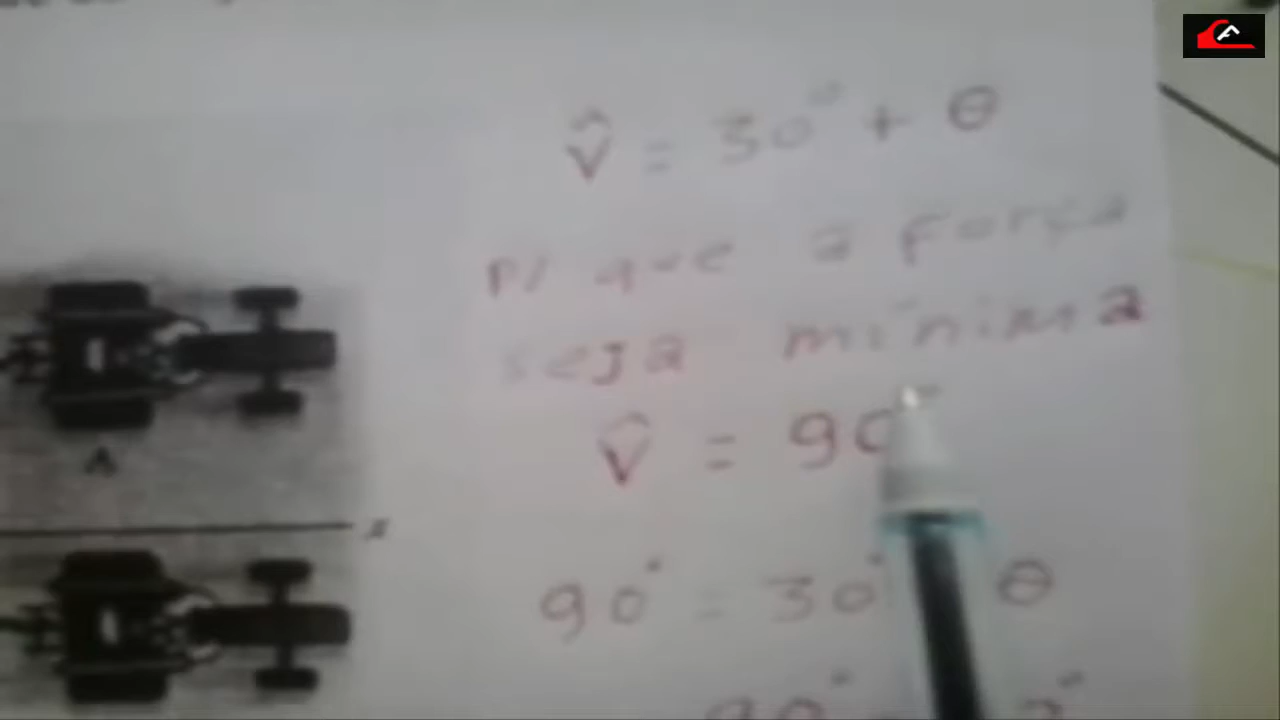 V̂ = 30° + θ
P/ que a Força
seja mínima
V̂ = 90°
A
x
90° = 30° θ